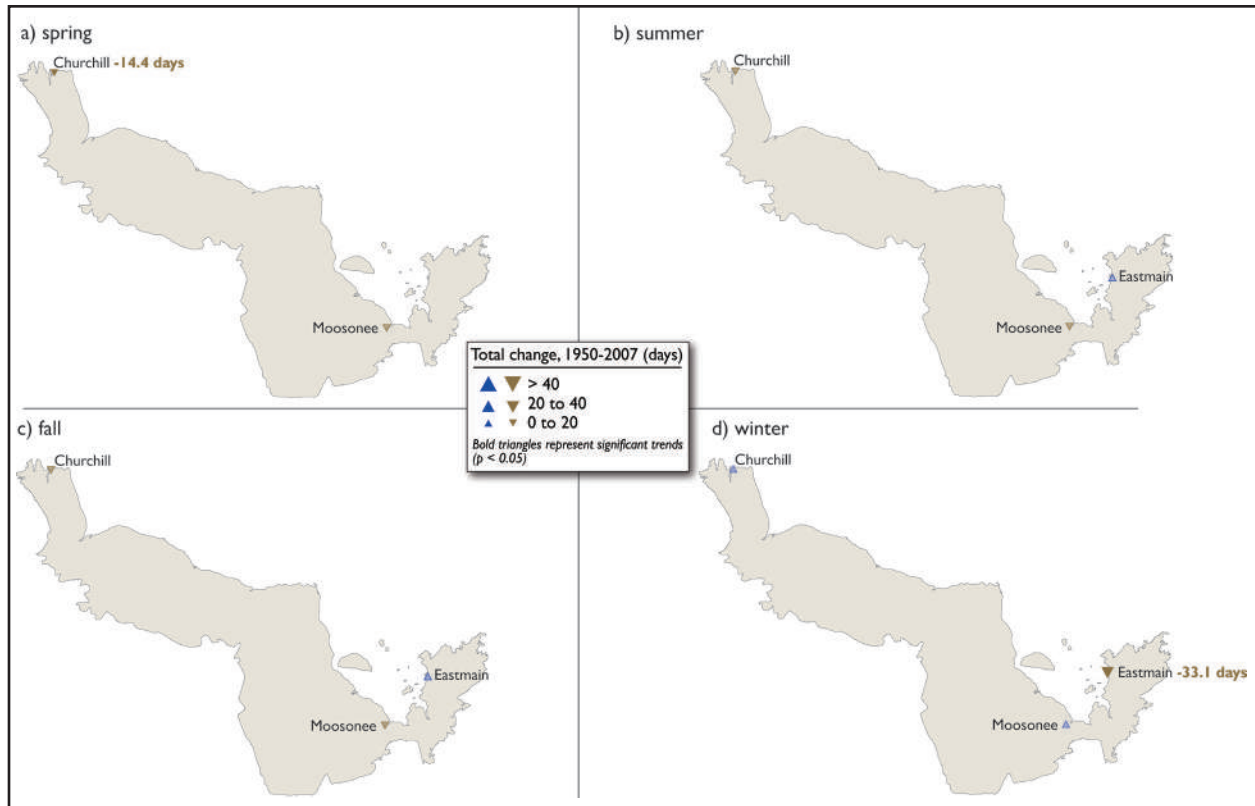 a) spring
Churchill -14.4 days
Moosonee
b) summer
Churchill
Eastmain
Moosonee
Total change, 1950-2007 (days)
> 40
20 to 40
0 to 20
Bold triangles represent significant trends
(p < 0.05)
c) fall
Churchill
Eastmain
Moosonee
d) winter
Churchill
Eastmain -33.1 days
Moosonee